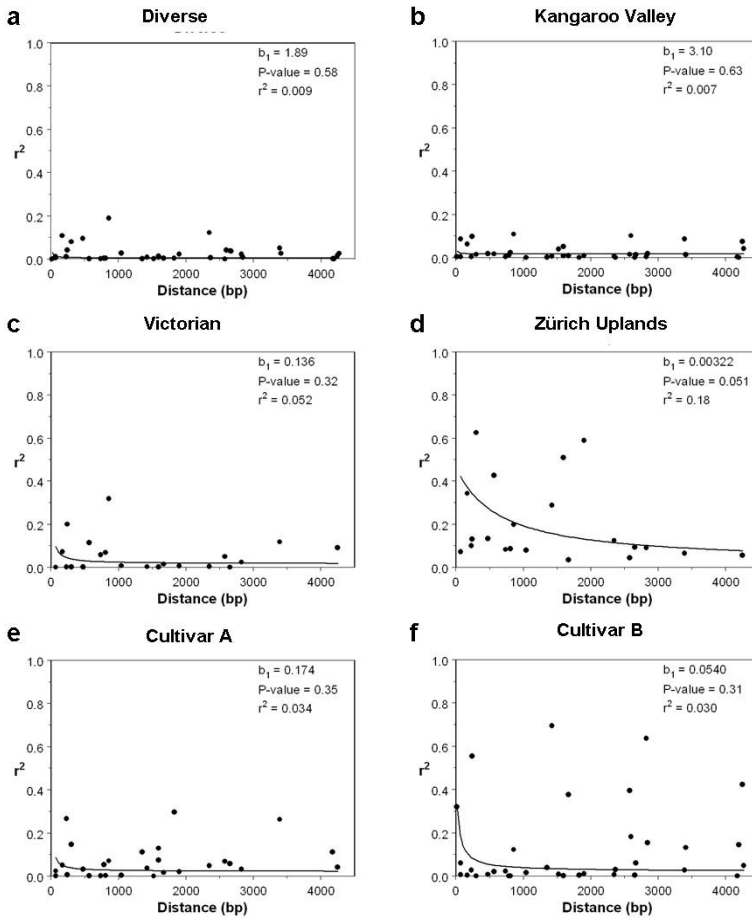 a
Diverse
b₁ = 1.89
P-value = 0.58
r² = 0.009
1.0
0.8
0.6
0.4
0.2
0.0
r²
0
1000
2000
3000
4000
Distance (bp)
b
Kangaroo Valley
b₁ = 3.10
P-value = 0.63
r² = 0.007
1.0
0.8
0.6
0.4
0.2
0.0
r²
0
1000
2000
3000
4000
Distance (bp)
c
Victorian
b₁ = 0.136
P-value = 0.32
r² = 0.052
1.0
0.8
0.6
0.4
0.2
0.0
r²
0
1000
2000
3000
4000
Distance (bp)
d
Zürich Uplands
b₁ = 0.00322
P-value = 0.051
r² = 0.18
1.0
0.8
0.6
0.4
0.2
0.0
r²
0
1000
2000
3000
4000
Distance (bp)
e
Cultivar A
b₁ = 0.174
P-value = 0.35
r² = 0.034
1.0
0.8
0.6
0.4
0.2
0.0
r²
0
1000
2000
3000
4000
Distance (bp)
f
Cultivar B
b₁ = 0.0540
P-value = 0.31
r² = 0.030
1.0
0.8
0.6
0.4
0.2
0.0
r²
0
1000
2000
3000
4000
Distance (bp)